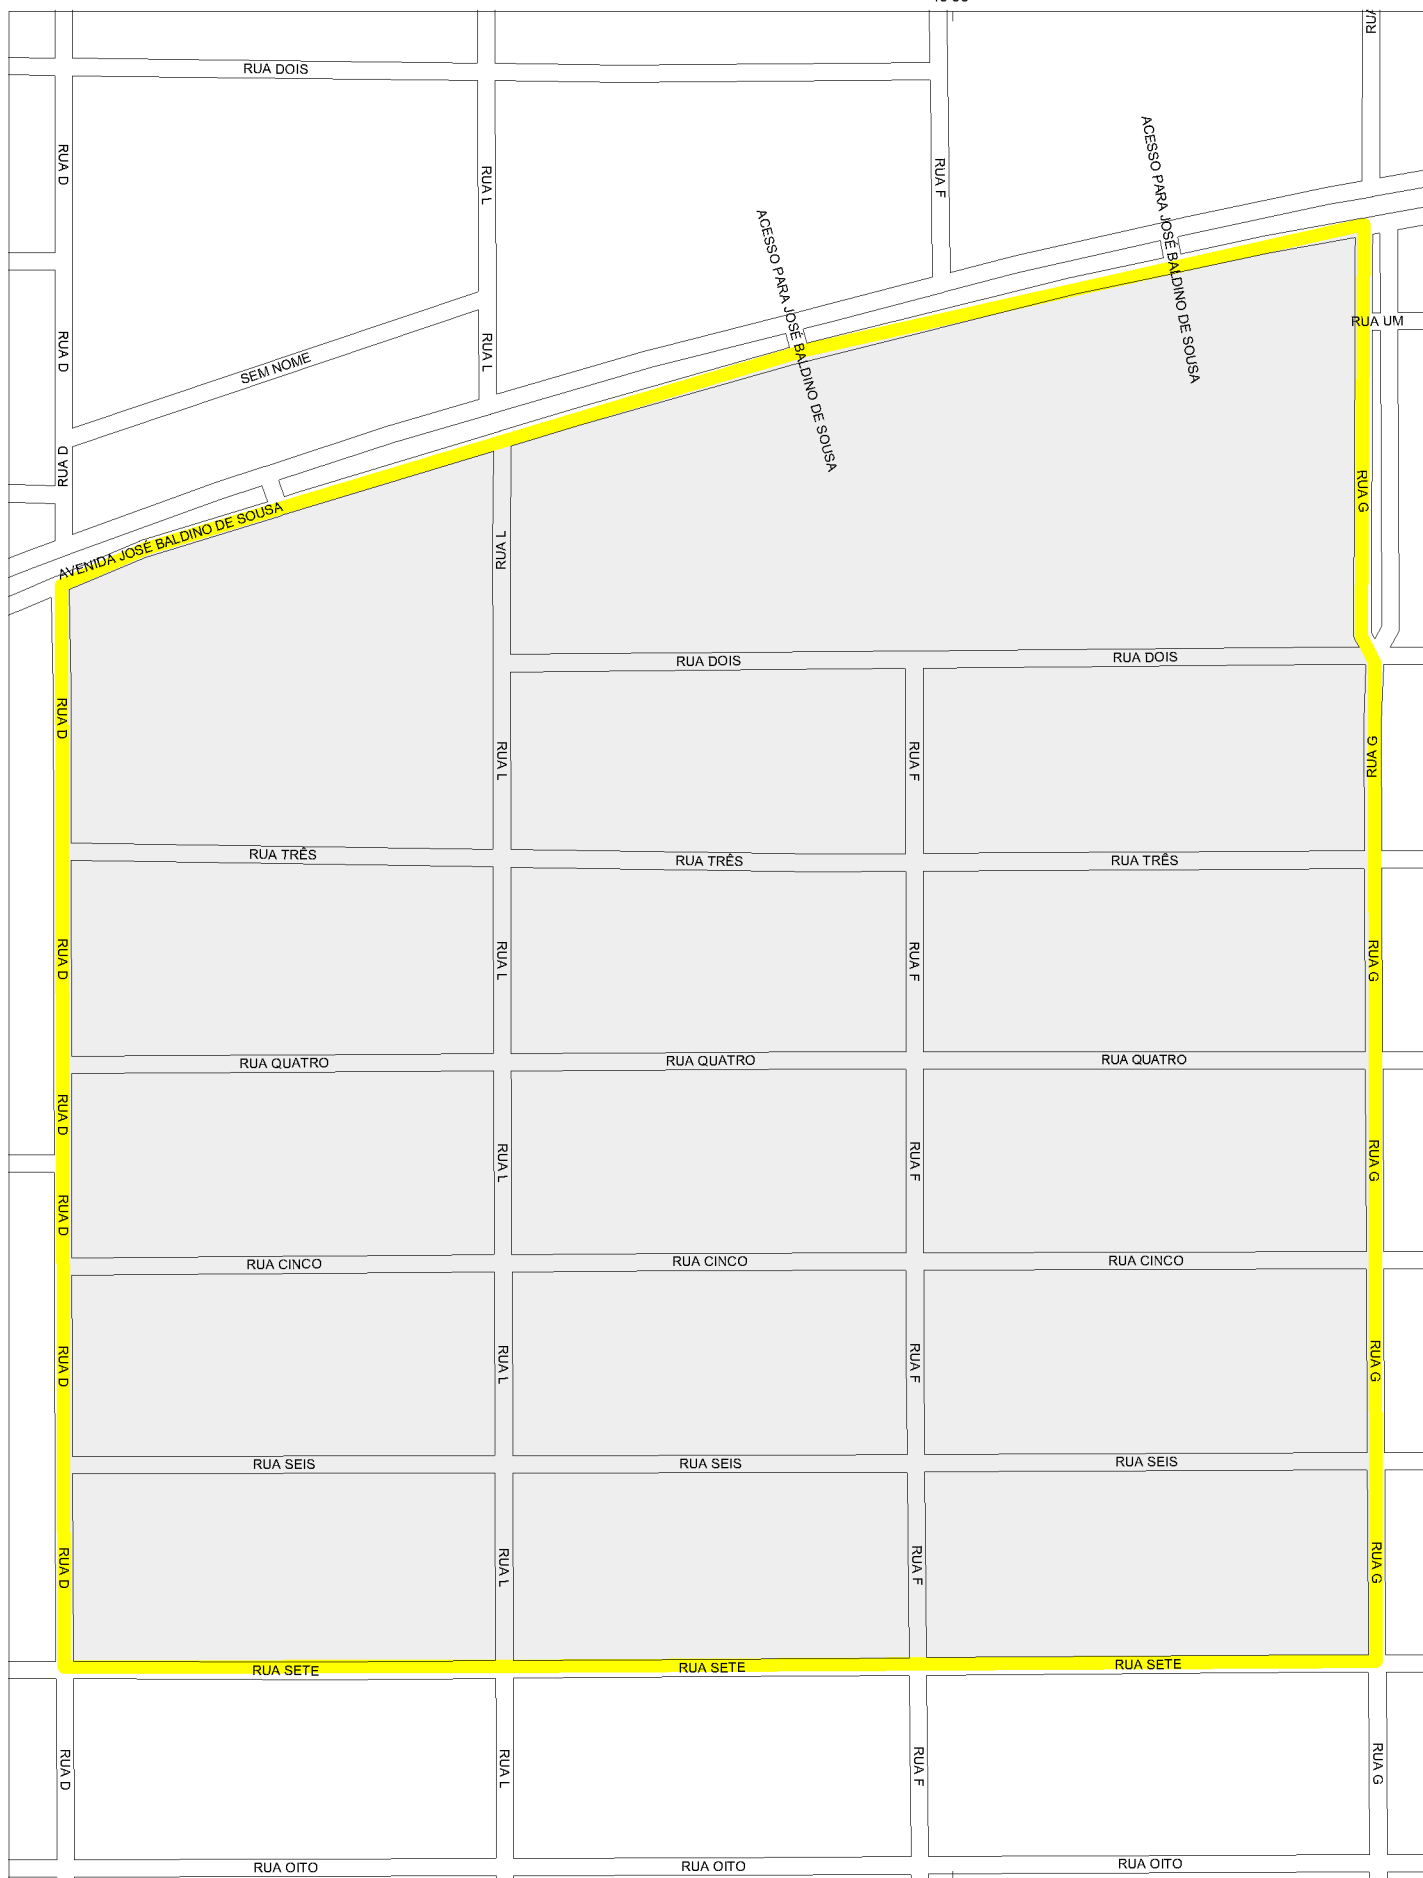 RUA
RUA DOIS
RUA D
RUA L
RUA F
ACESSO PARA JOSÉ BALDINO DE SOUSA
ACESSO PARA JOSÉ BALDINO DE SOUSA
RUA UM
RUA D
RUA L
SEM NOME
RUA D
RUA G
AVENIDA JOSÉ BALDINO DE SOUSA
RUA L
RUA DOIS
RUA DOIS
RUA D
RUA L
RUA F
RUA G
RUA TRÊS
RUA TRÊS
RUA TRÊS
RUA D
RUA L
RUA F
RUA G
RUA QUATRO
RUA QUATRO
RUA QUATRO
RUA D
RUA L
RUA F
RUA G
RUA D
RUA CINCO
RUA CINCO
RUA CINCO
RUA D
RUA L
RUA F
RUA G
RUA SEIS
RUA SEIS
RUA SEIS
RUA D
RUA L
RUA F
RUA G
RUA SETE
RUA SETE
RUA SETE
RUA D
RUA L
RUA F
RUA G
RUA OITO
RUA OITO
RUA OITO